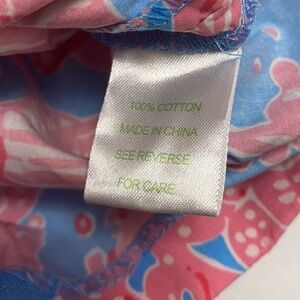 100% COTTON
MADE IN CHINA
SEE REVERSE
FOR CARE